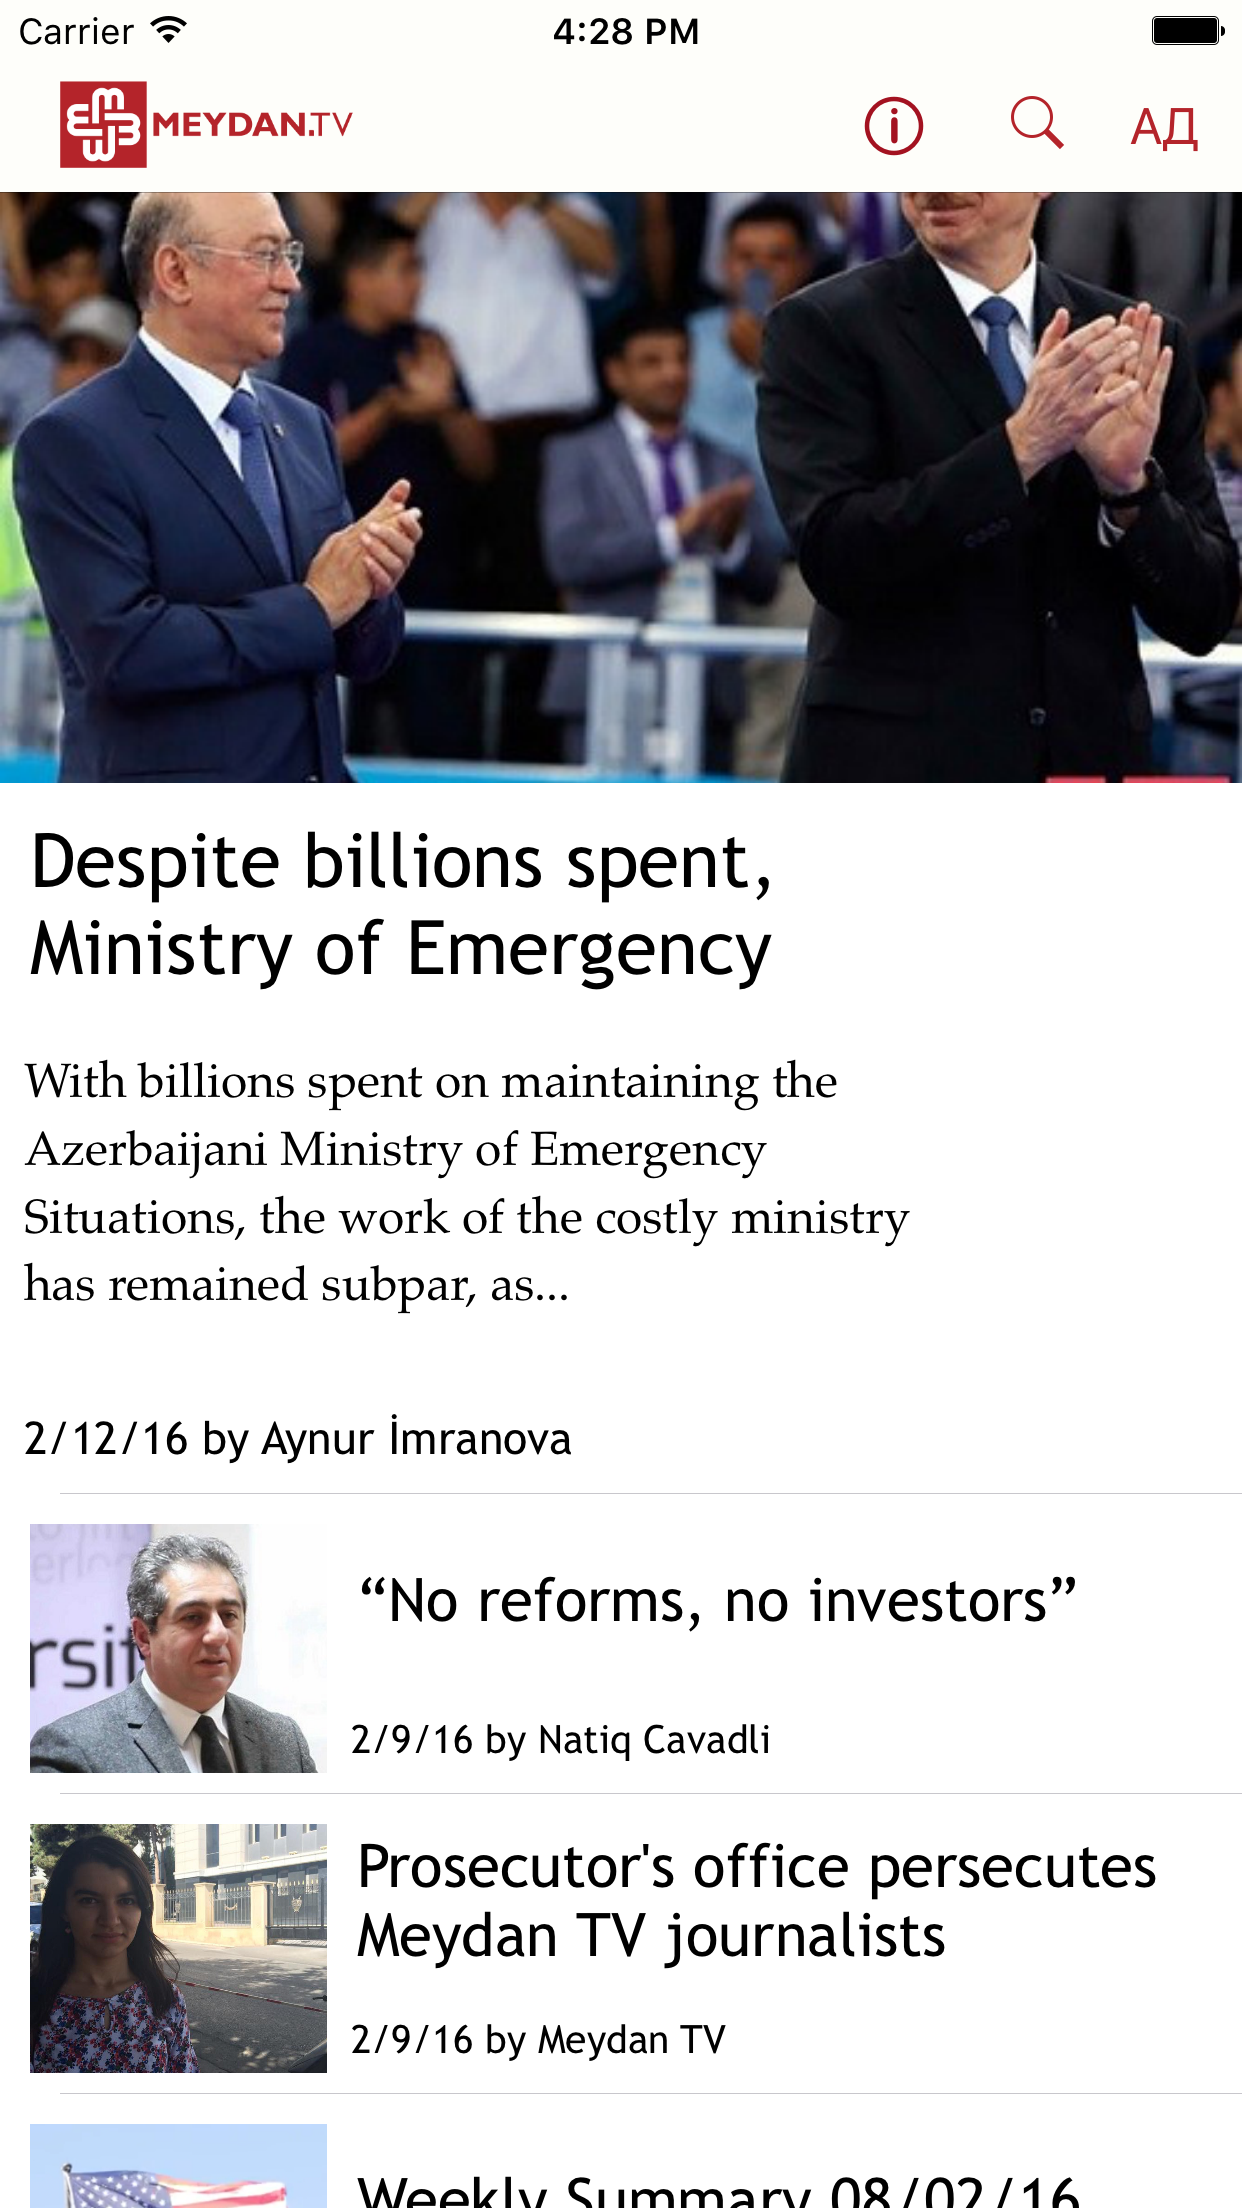 Carrier 4:28 PM
MEYDAN.TV АД
Despite billions spent,
Ministry of Emergency
With billions spent on maintaining the
Azerbaijani Ministry of Emergency
Situations, the work of the costly ministry
has remained subpar, as...
2/12/16 by Aynur İmranova
“No reforms, no investors”
2/9/16 by Natiq Cavadli
Prosecutor's office persecutes
Meydan TV journalists
2/9/16 by Meydan TV
Weekly Summary 08/02/16